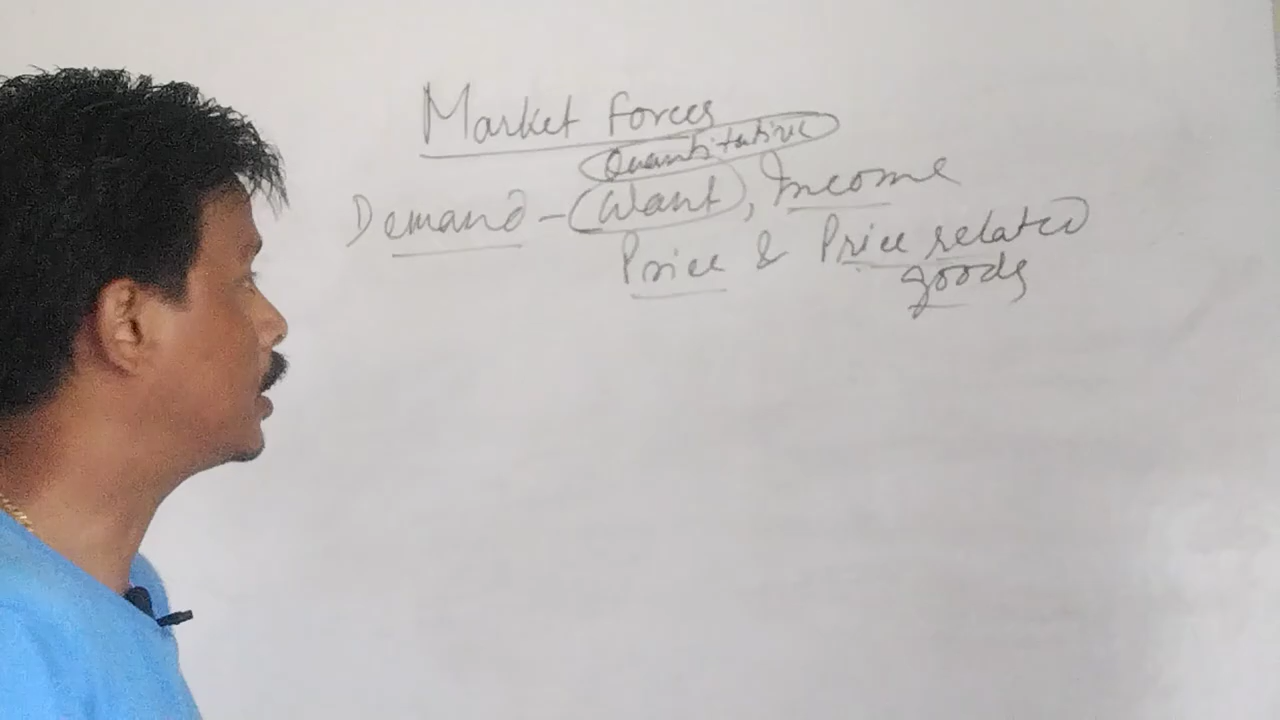 Market forces
Quantitative
Demand - Want, Income
Price & Price related
goods